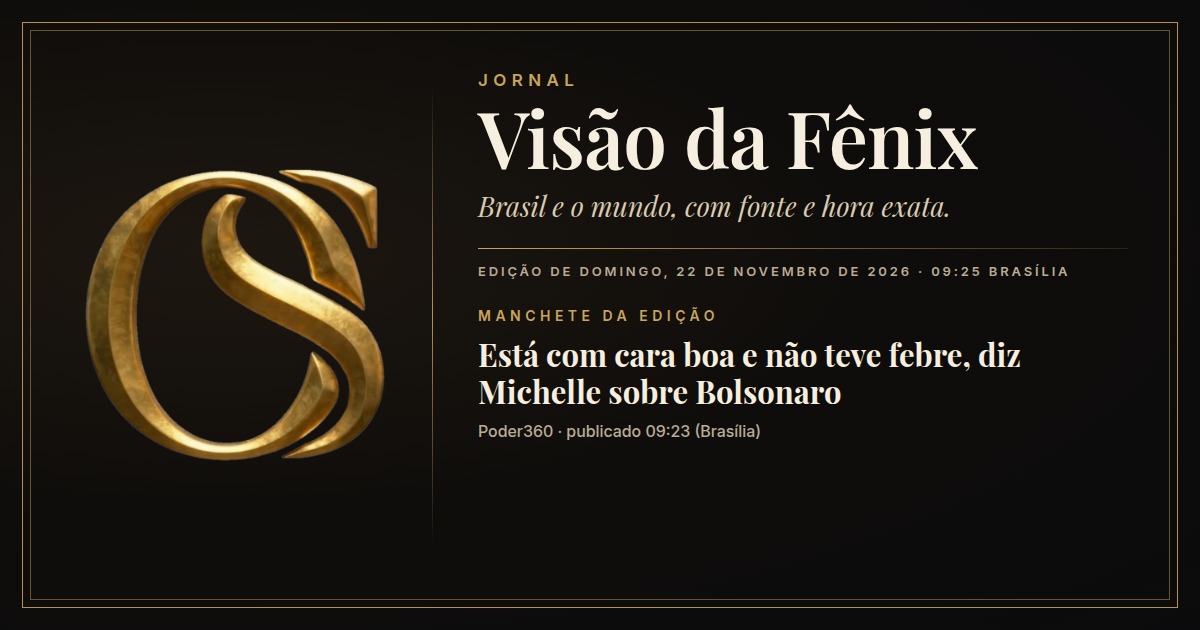 JORNAL
Visão da Fênix
Brasil e o mundo, com fonte e hora exata.
EDIÇÃO DE DOMINGO, 22 DE NOVEMBRO DE 2026 · 09:25 BRASÍLIA
MANCHETE DA EDIÇÃO
Está com cara boa e não teve febre, diz
Michelle sobre Bolsonaro
Poder360 · publicado 09:23 (Brasília)